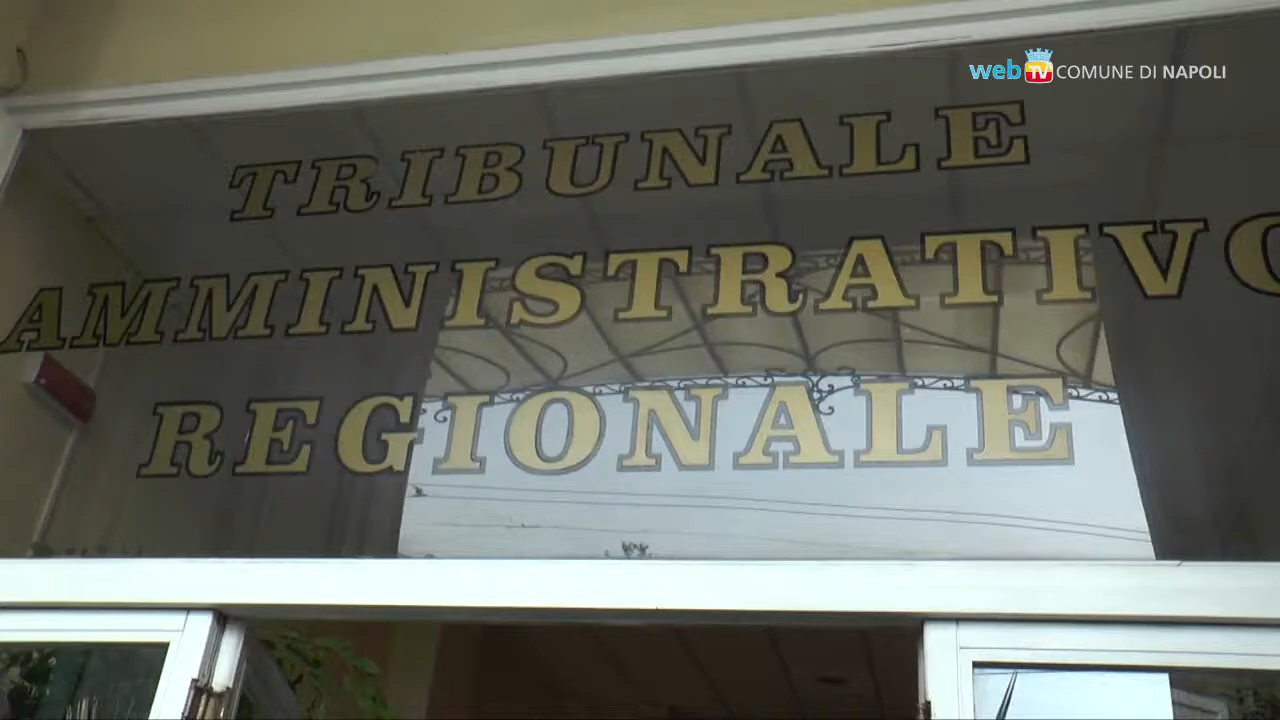 web TV COMUNE DI NAPOLI
TRIBUNALE
AMMINISTRATIVO
REGIONALE